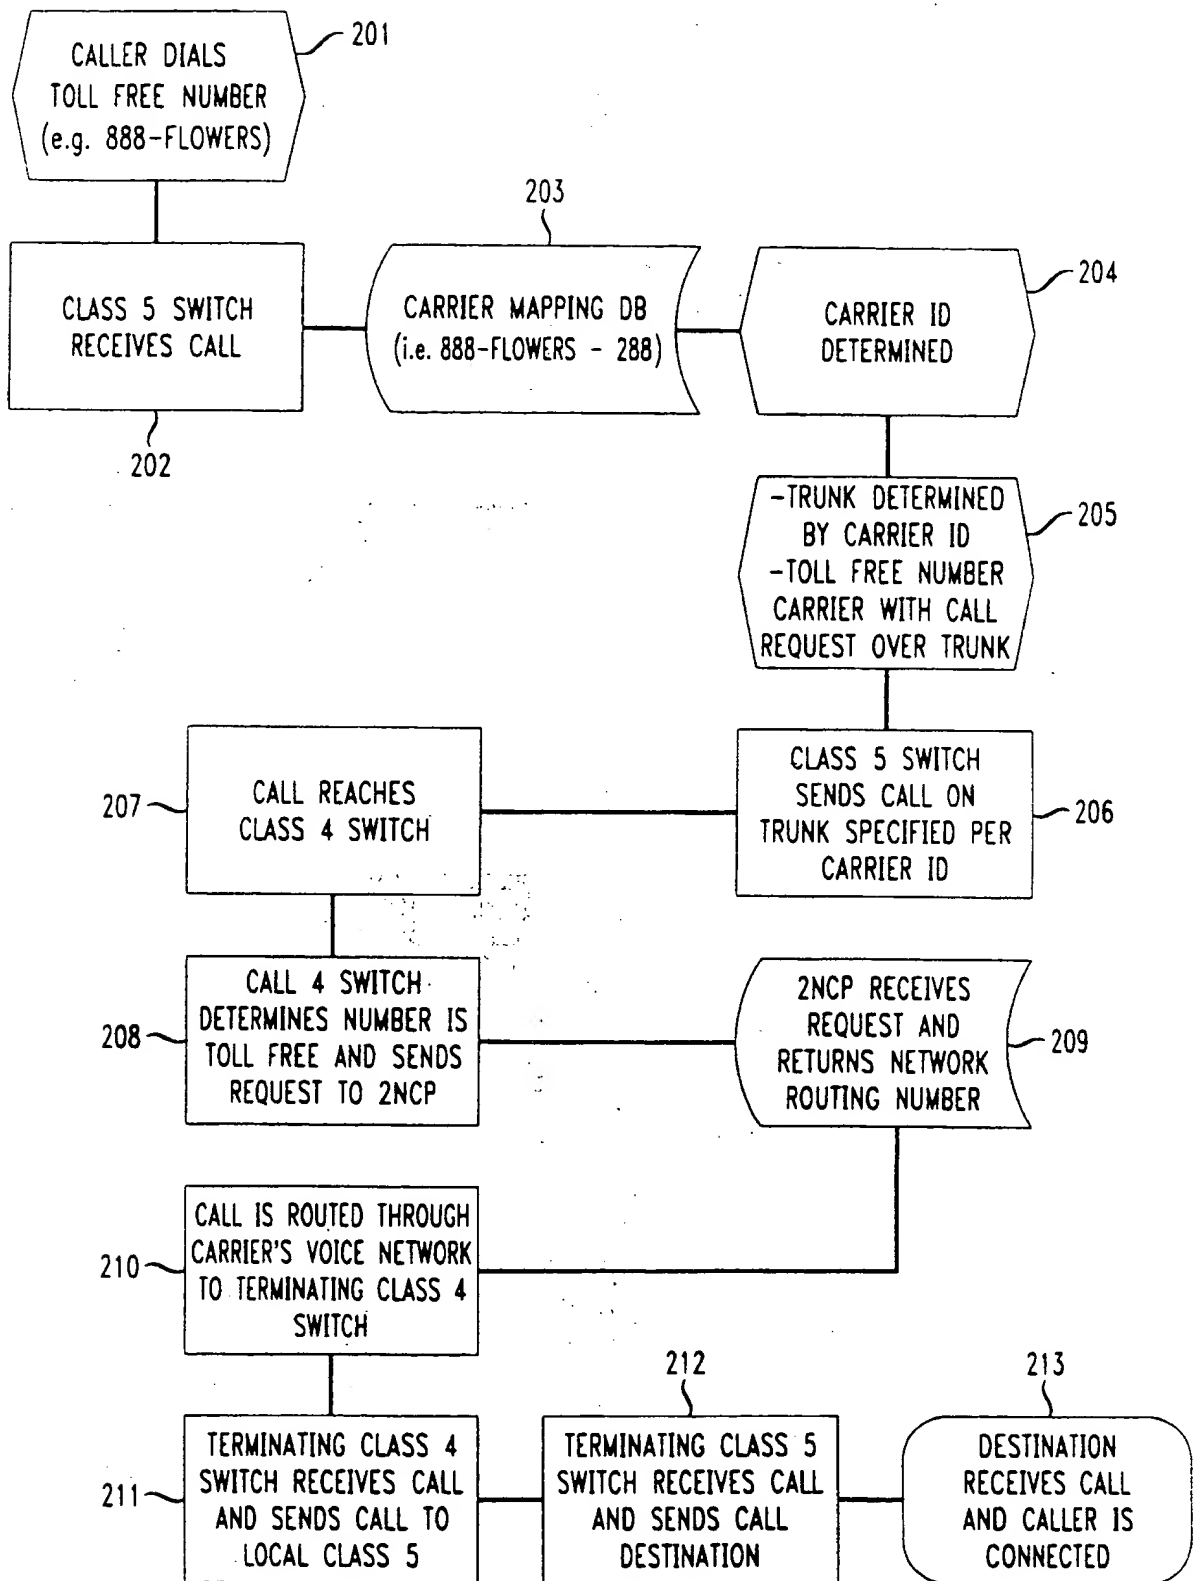 CALLER DIALS
TOLL FREE NUMBER
(e.g. 888-FLOWERS)
201
CLASS 5 SWITCH
RECEIVES CALL
202
203
CARRIER MAPPING DB
(i.e. 888-FLOWERS - 288)
CARRIER ID
DETERMINED
204
-TRUNK DETERMINED
BY CARRIER ID
-TOLL FREE NUMBER
CARRIER WITH CALL
REQUEST OVER TRUNK
205
CLASS 5 SWITCH
SENDS CALL ON
TRUNK SPECIFIED PER
CARRIER ID
206
207
CALL REACHES
CLASS 4 SWITCH
208
CALL 4 SWITCH
DETERMINES NUMBER IS
TOLL FREE AND SENDS
REQUEST TO 2NCP
2NCP RECEIVES
REQUEST AND
RETURNS NETWORK
ROUTING NUMBER
209
210
CALL IS ROUTED THROUGH
CARRIER'S VOICE NETWORK
TO TERMINATING CLASS 4
SWITCH
211
TERMINATING CLASS 4
SWITCH RECEIVES CALL
AND SENDS CALL TO
LOCAL CLASS 5
212
TERMINATING CLASS 5
SWITCH RECEIVES CALL
AND SENDS CALL
DESTINATION
213
DESTINATION
RECEIVES CALL
AND CALLER IS
CONNECTED